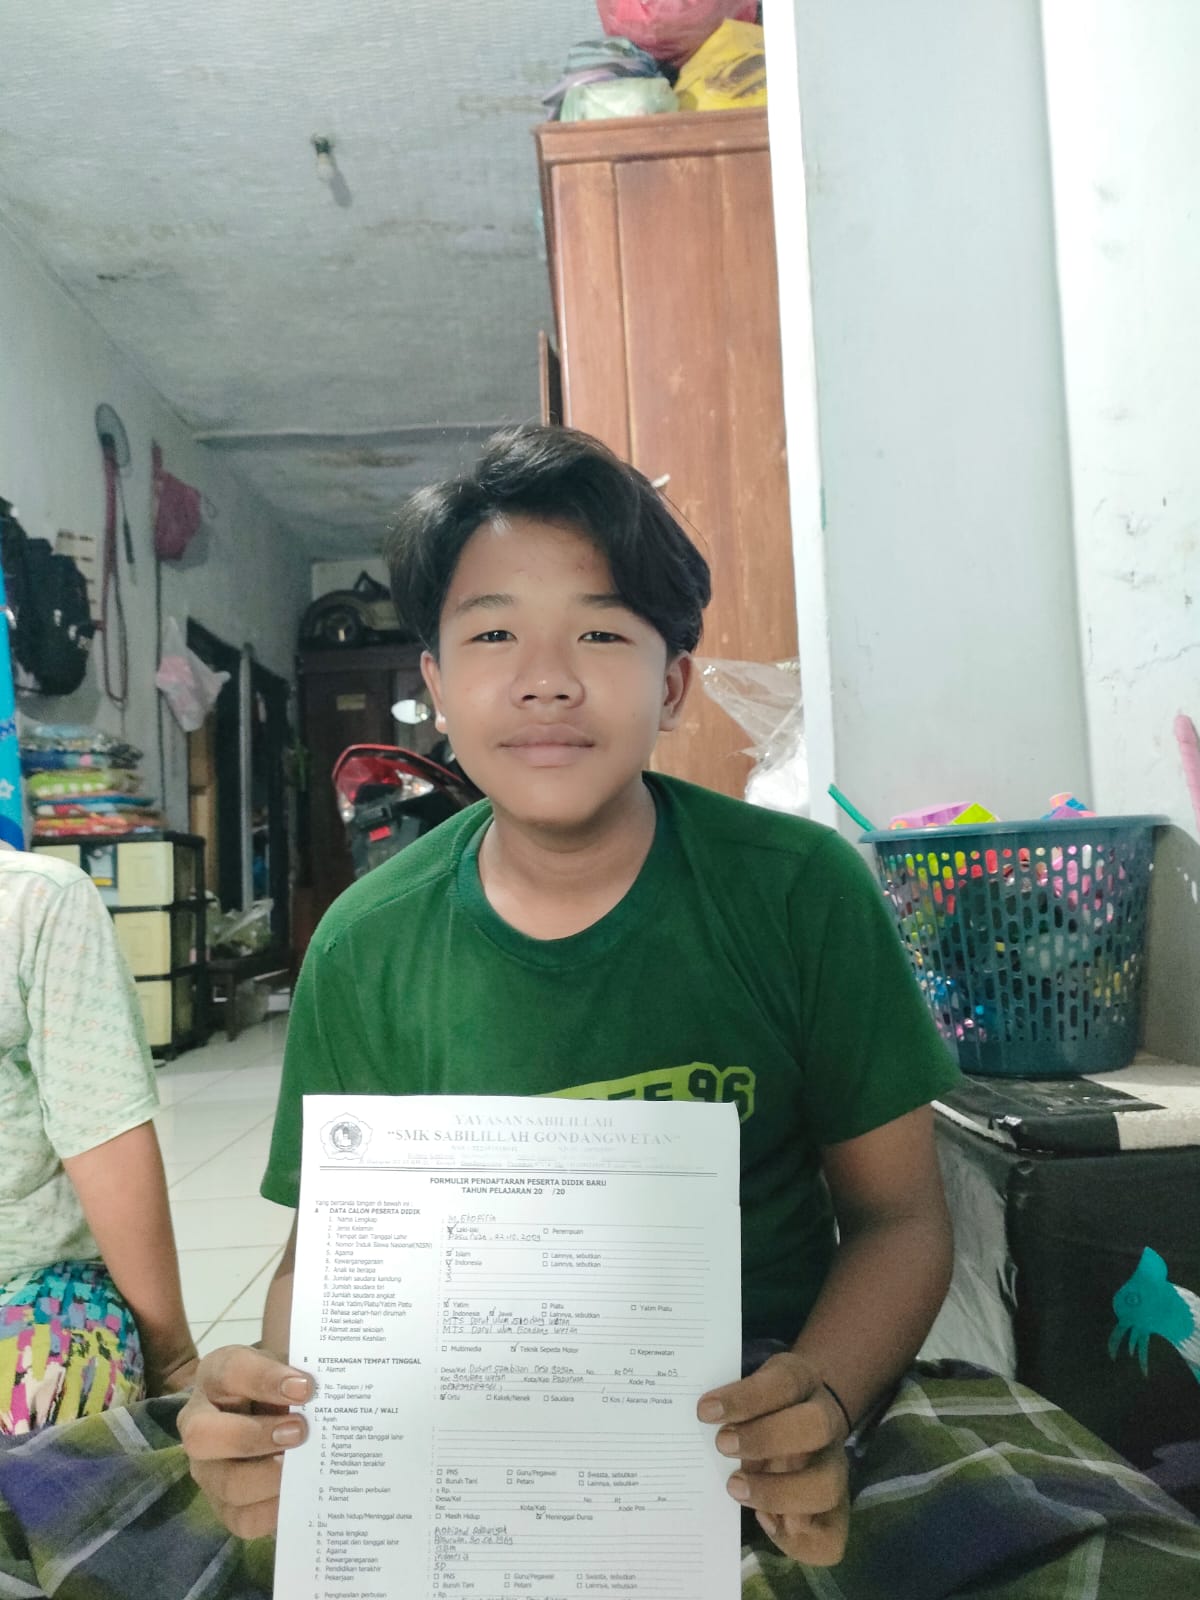 96
YAYASAN SABILILLAH
"SMK SABILILLAH GONDANGWETAN"
FORMULIR PENDAFTARAN PESERTA DIDIK BARU
TAHUN PELAJARAN 20 /20
Yang bertanda tangan di bawah ini :
A DATA CALON PESERTA DIDIK
1. Nama Lengkap :
2. Jenis Kelamin : Laki-laki Perempuan
3. Tempat dan Tanggal Lahir : Pasuruan, 22.10.2009
4. Nomor Induk Siswa Nasional(NISN) :
5. Agama : Islam Lainnya, sebutkan
6. Kewarganegaraan : Indonesia Lainnya, sebutkan
7. Anak ke berapa : 3
8. Jumlah saudara kandung : 3
9. Jumlah saudara tiri :
10 Jumlah saudara angkat :
11 Anak Yatim/Piatu/Yatim Piatu : Yatim Piatu Yatim Piatu
12 Bahasa sehari-hari dirumah : Indonesia Jawa Lainnya, sebutkan
13 Asal sekolah : MTS Darul ulum Gondang wetan
14 Alamat asal sekolah : MTS Darul ulum Gondang wetan
15 Kompetensi Keahlian :
Multimedia Teknik Sepeda Motor Keperawatan
B KETERANGAN TEMPAT TINGGAL
1. Alamat : Desa/Kel Dusun Sambilan Desa No. Rt 04 Rw 03
Kec Gondang wetan Kota/Kab Pasuruan Kode Pos
2. No. Telepon / HP :
3. Tinggal bersama : Ortu Kakek/Nenek Saudara Kos / Asrama /Pondok
C DATA ORANG TUA / WALI
1. Ayah
a. Nama lengkap :
b. Tempat dan tanggal lahir :
c. Agama :
d. Kewarganegaraan :
e. Pendidikan terakhir :
f. Pekerjaan : PNS Guru/Pegawai Swasta, sebutkan
Buruh Tani Petani Lainnya, sebutkan
g. Penghasilan perbulan : ± Rp.
h. Alamat : Desa/Kel No Rt Rw
Kec Kota/Kab Kode Pos
i. Masih hidup/Meninggal dunia : Masih Hidup Meninggal Dunia
2. Ibu
a. Nama lengkap :
b. Tempat dan tanggal lahir : Pasuruan, 30.06.1969
c. Agama : islam
d. Kewarganegaraan : indonesia
e. Pendidikan terakhir : SD
f. Pekerjaan : PNS Guru/Pegawai Swasta, sebutkan
Buruh Tani Petani Lainnya, sebutkan
g. Penghasilan perbulan : ± Rp.